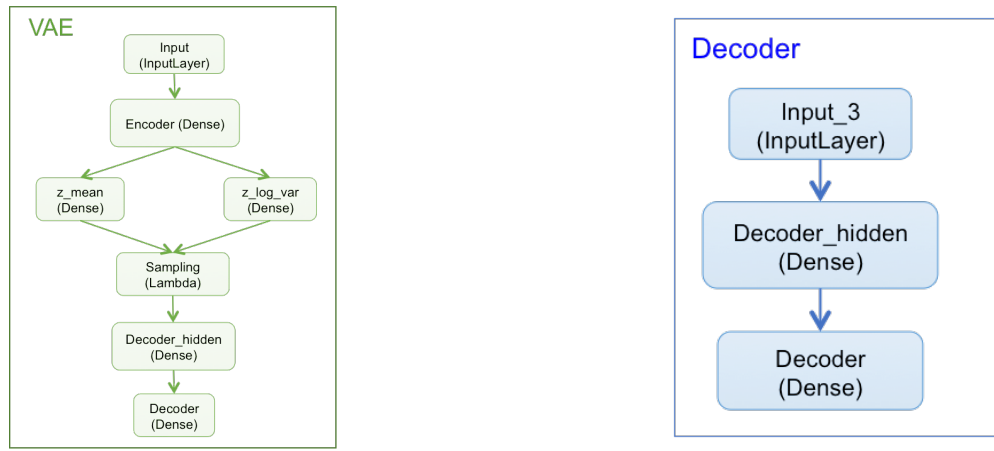 VAE
Input
(InputLayer)
Encoder (Dense)
z_mean
(Dense)
z_log_var
(Dense)
Sampling
(Lambda)
Decoder_hidden
(Dense)
Decoder
(Dense)
Decoder
Input_3
(InputLayer)
Decoder_hidden
(Dense)
Decoder
(Dense)